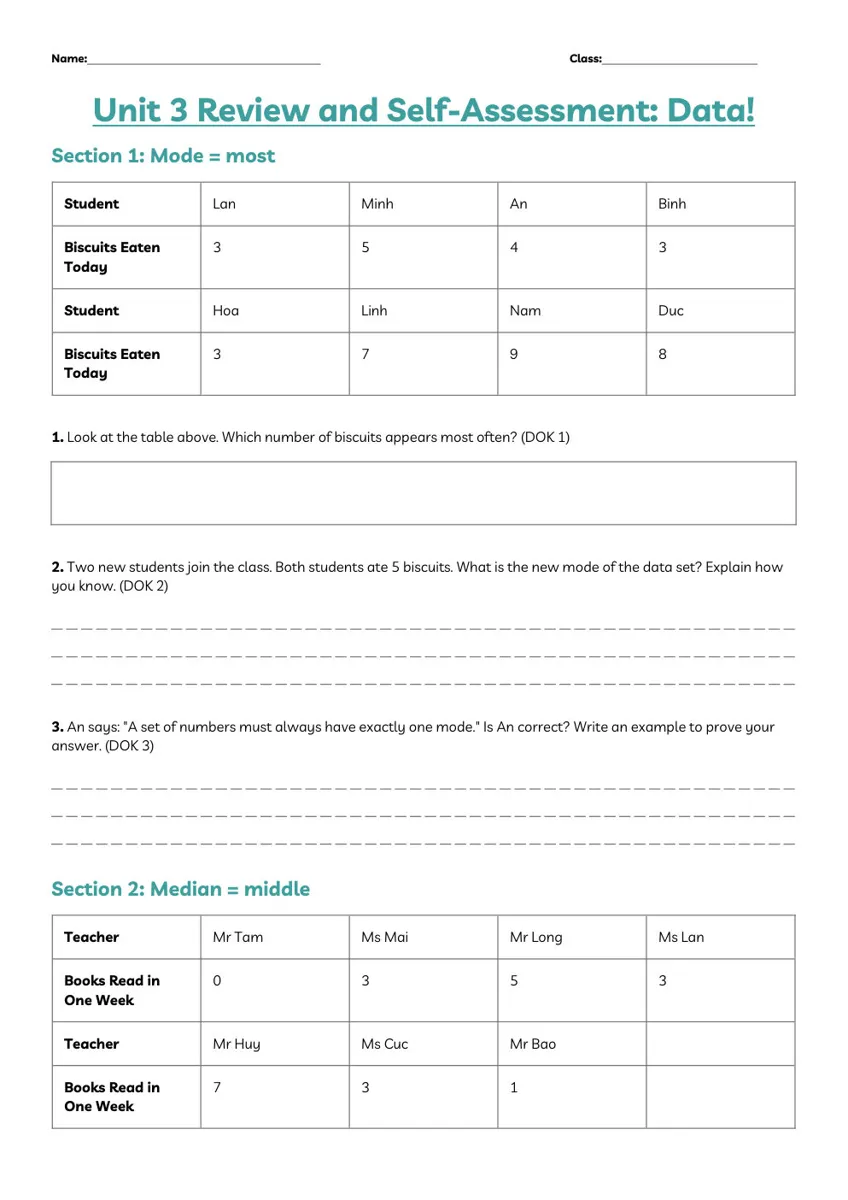 Name:
Class:
Unit 3 Review and Self-Assessment: Data!
Section 1: Mode = most
Student Lan Minh An Binh
Biscuits Eaten 3 5 4 3
Today
Student Hoa Linh Nam Duc
Biscuits Eaten 3 7 9 8
Today
1. Look at the table above. Which number of biscuits appears most often? (DOK 1)
2. Two new students join the class. Both students ate 5 biscuits. What is the new mode of the data set? Explain how
you know. (DOK 2)
3. An says: "A set of numbers must always have exactly one mode." Is An correct? Write an example to prove your
answer. (DOK 3)
Section 2: Median = middle
Teacher Mr Tam Ms Mai Mr Long Ms Lan
Books Read in 0 3 5 3
One Week
Teacher Mr Huy Ms Cuc Mr Bao
Books Read in 7 3 1
One Week